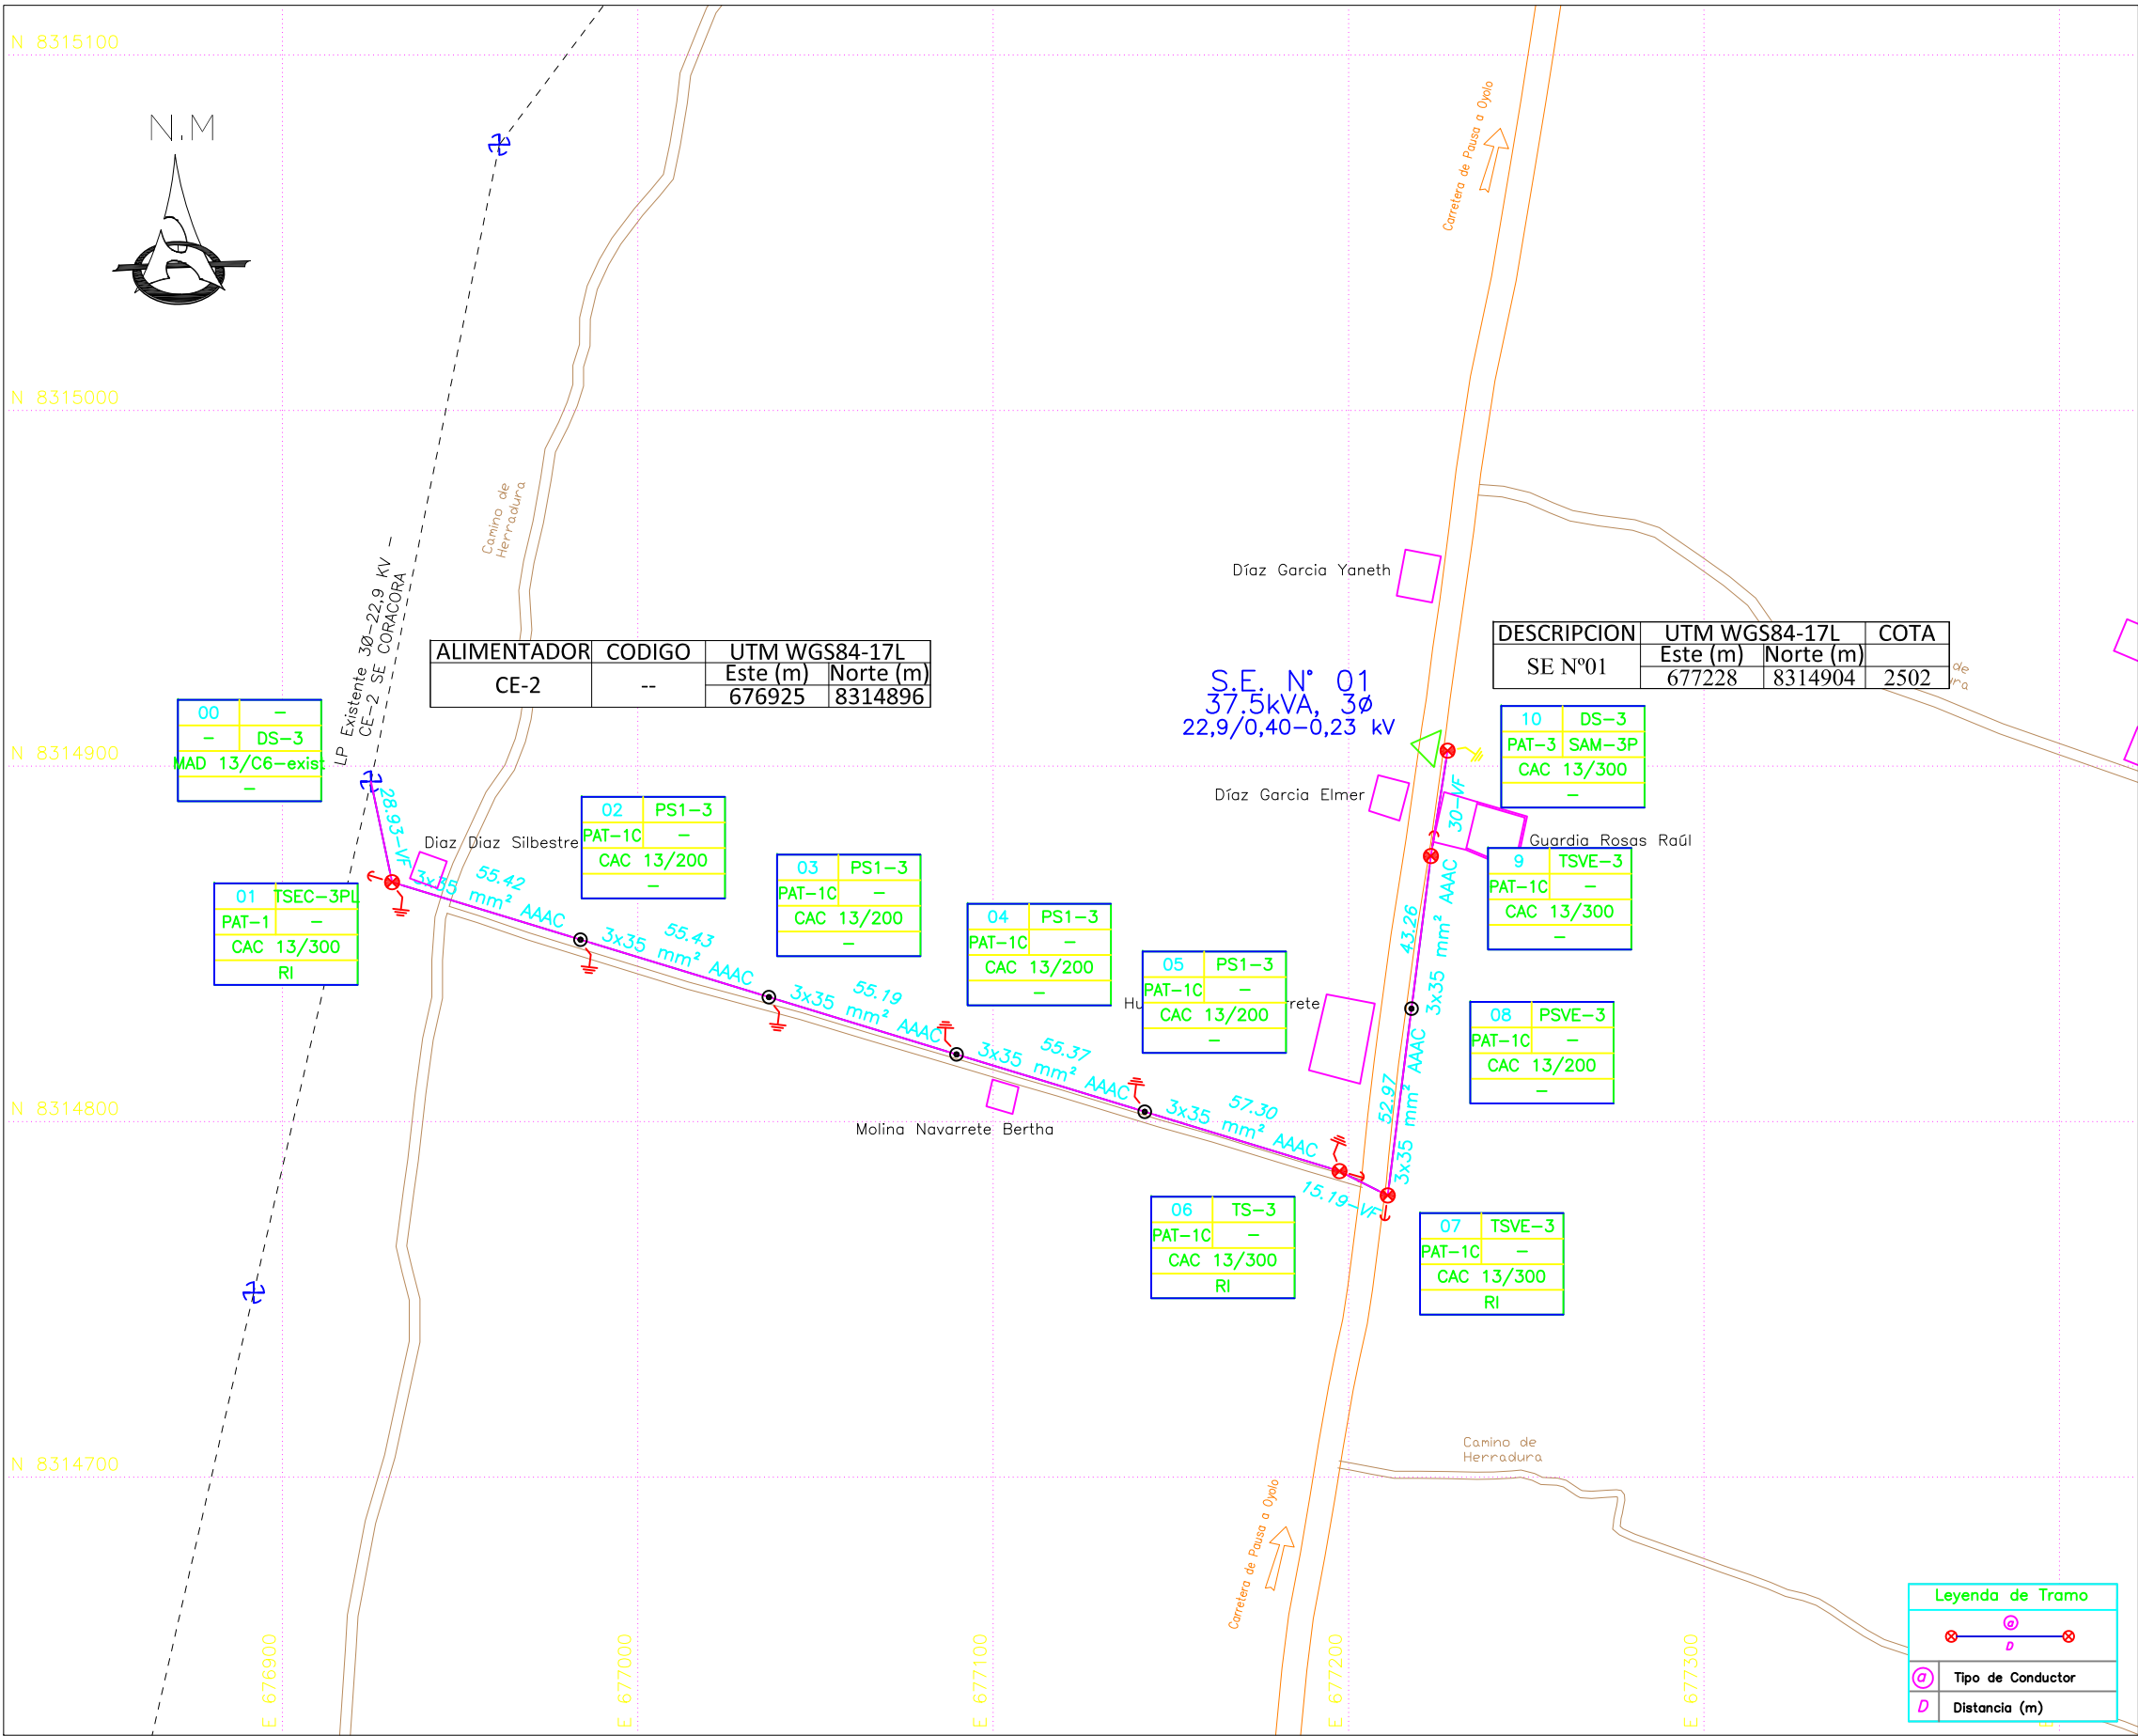 N 8315100
N.M
Carretera de Pausa a Oyolo
N 8315000
Camino de
Herradura
LP Existente 3Ø-22,9 KV
CE-2 SE CORACORA
Díaz Garcia Yaneth
ALIMENTADOR CODIGO UTM WGS84-17L
Este (m) Norte (m)
CE-2 -- 676925 8314896
DESCRIPCION UTM WGS84-17L COTA
Este (m) Norte (m)
SE Nº01 677228 8314904 2502
de
S.E. N° 01
37.5kVA, 3ø
22,9/0,40-0,23 kV
00 -
- DS-3
MAD 13/C6-exist
-
10 DS-3
PAT-3 SAM-3P
CAC 13/300
-
N 8314900
28.93-VF
30-VF
Díaz Garcia Elmer
Diaz Diaz Silbestre
Guardia Rosas Raúl
02 PS1-3
PAT-1C -
CAC 13/200
-
03 PS1-3
PAT-1C -
CAC 13/200
-
9 TSVE-3
PAT-1C -
CAC 13/300
-
01 TSEC-3PL
PAT-1 -
CAC 13/300
RI
04 PS1-3
PAT-1C -
CAC 13/200
-
05 PS1-3
PAT-1C -
CAC 13/200
-
Hu
rrete
08 PSVE-3
PAT-1C -
CAC 13/200
-
55.42
3x35 mm² AAAC
55.43
3x35 mm² AAAC
55.19
3x35 mm² AAAC
55.37
3x35 mm² AAAC
57.30
3x35 mm² AAAC
15.19-VF
52.97
3x35 mm² AAAC
43.26
3x35 mm² AAAC
N 8314800
Molina Navarrete Bertha
06 TS-3
PAT-1C -
CAC 13/300
RI
07 TSVE-3
PAT-1C -
CAC 13/300
RI
Camino de
Herradura
N 8314700
Carretera de Pausa a Oyolo
E 676900
E 677000
E 677100
E 677200
E 677300
Leyenda de Tramo
a
D
a Tipo de Conductor
D Distancia (m)